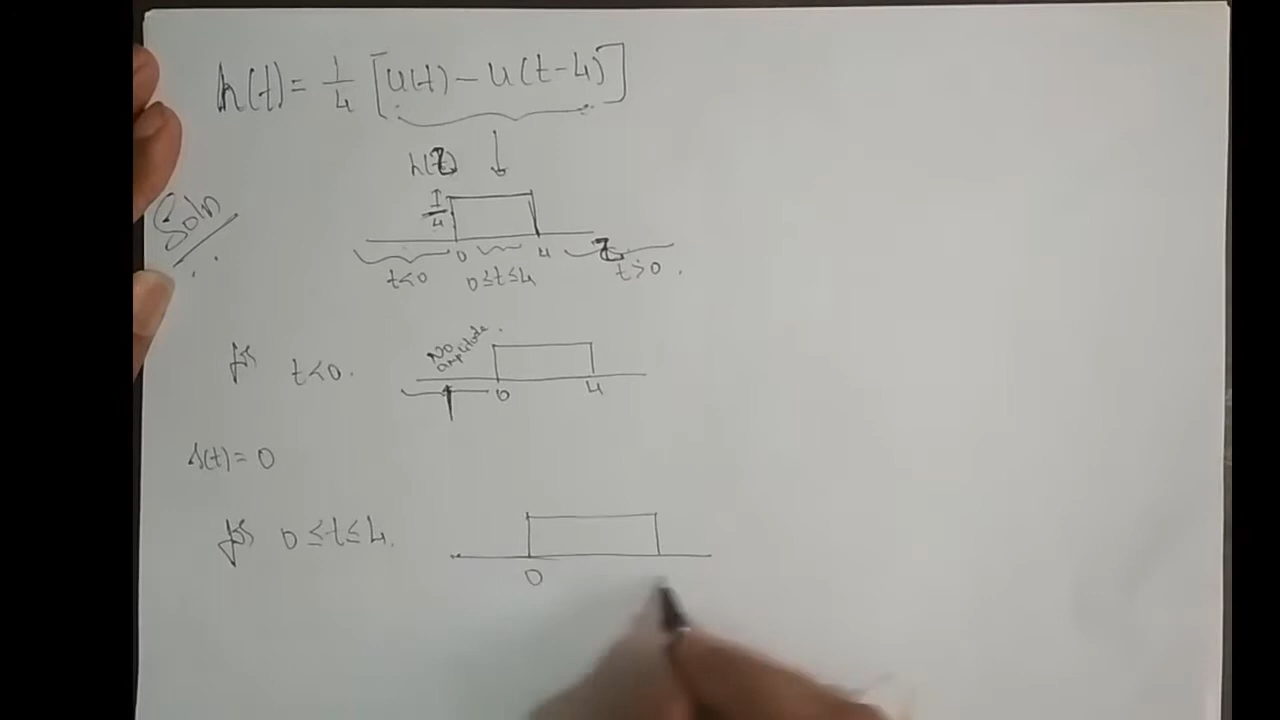 h(t) = 1/4 [u(t) - u(t-4)]
h(τ)
Soln
1/4
0 4 τ
t<0 0≤t≤4 t>0.
for t<0.
No amplitude.
0 4
s(t) = 0
for 0≤t≤4.
0